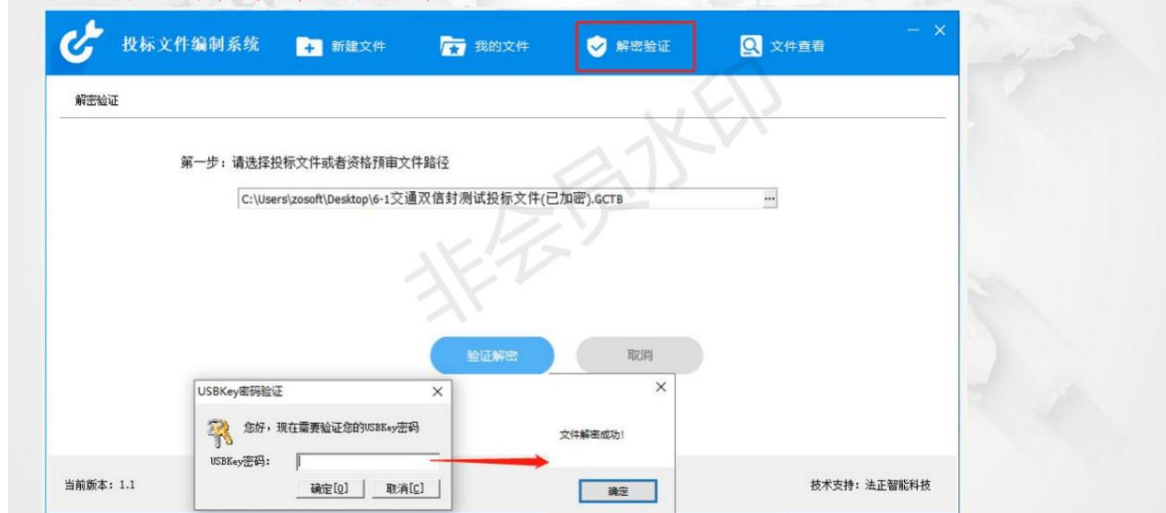 投标文件编制系统 新建文件 我的文件 解密验证 文件查看
解密验证
第一步：请选择投标文件或者资格预审文件路径
C:\Users\zosoft\Desktop\6-1交通双信封测试投标文件(已加密).GCTB ...
非会员水印
验证解密 取消
USBKey密码验证
您好，现在需要验证您的USBKey密码
USBKey密码：
确定[O] 取消[C]
文件解密成功!
确定
当前版本：1.1
技术支持：法正智能科技